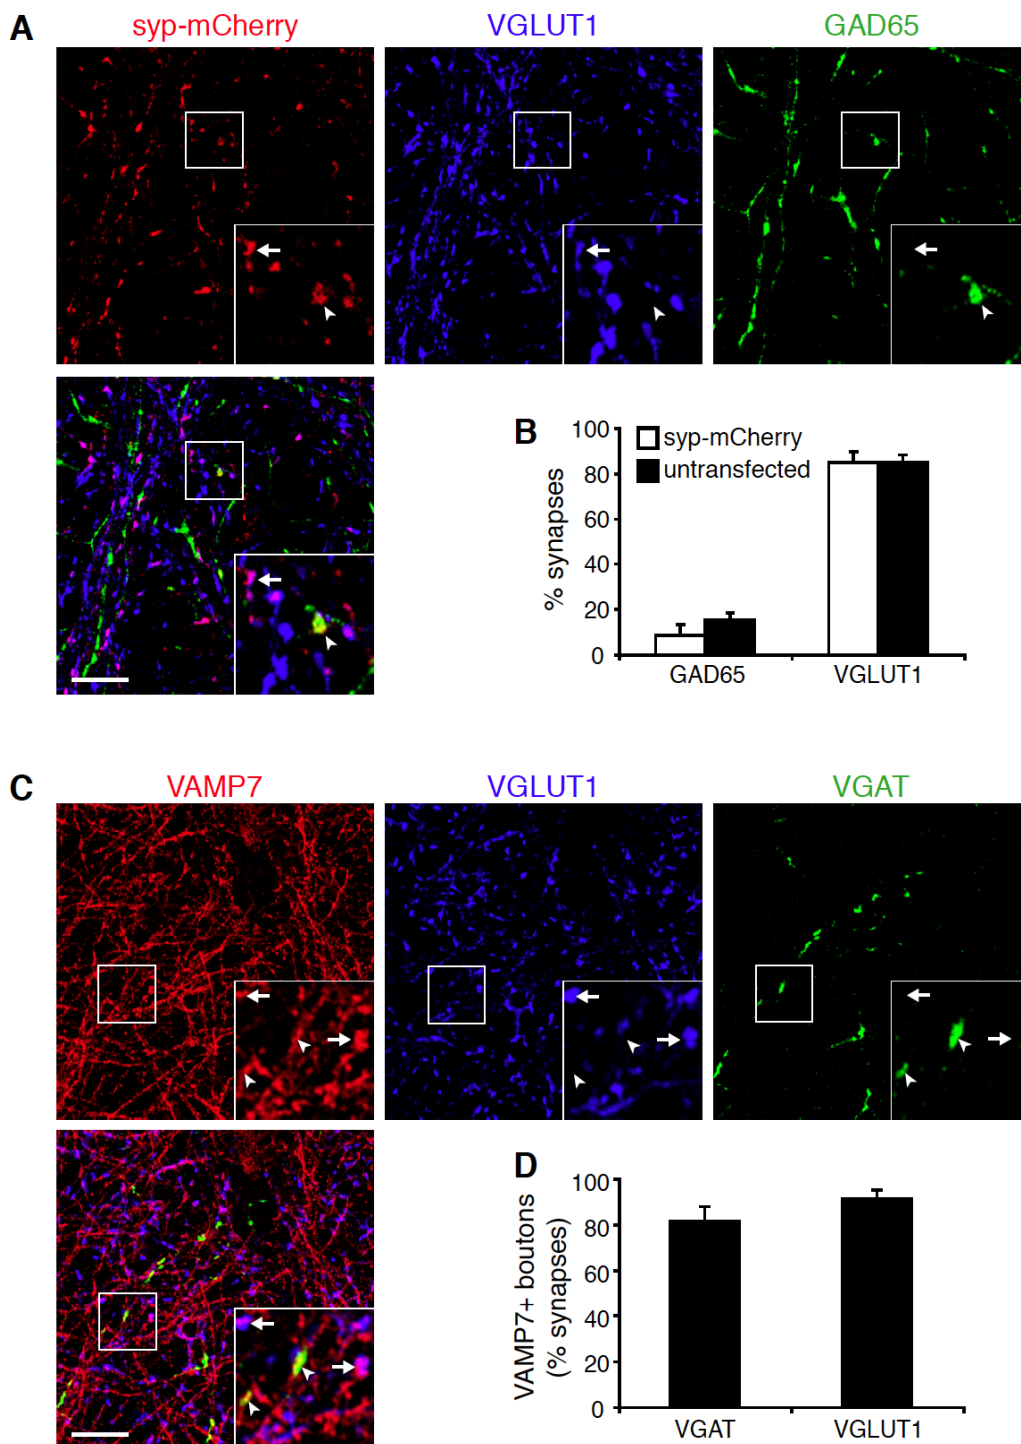 A
syp-mCherry
VGLUT1
GAD65
B
100
80
60
40
20
0
% synapses
syp-mCherry
untransfected
GAD65
VGLUT1
C
VAMP7
VGLUT1
VGAT
D
100
80
60
40
20
0
VAMP7+ boutons
(% synapses)
VGAT
VGLUT1